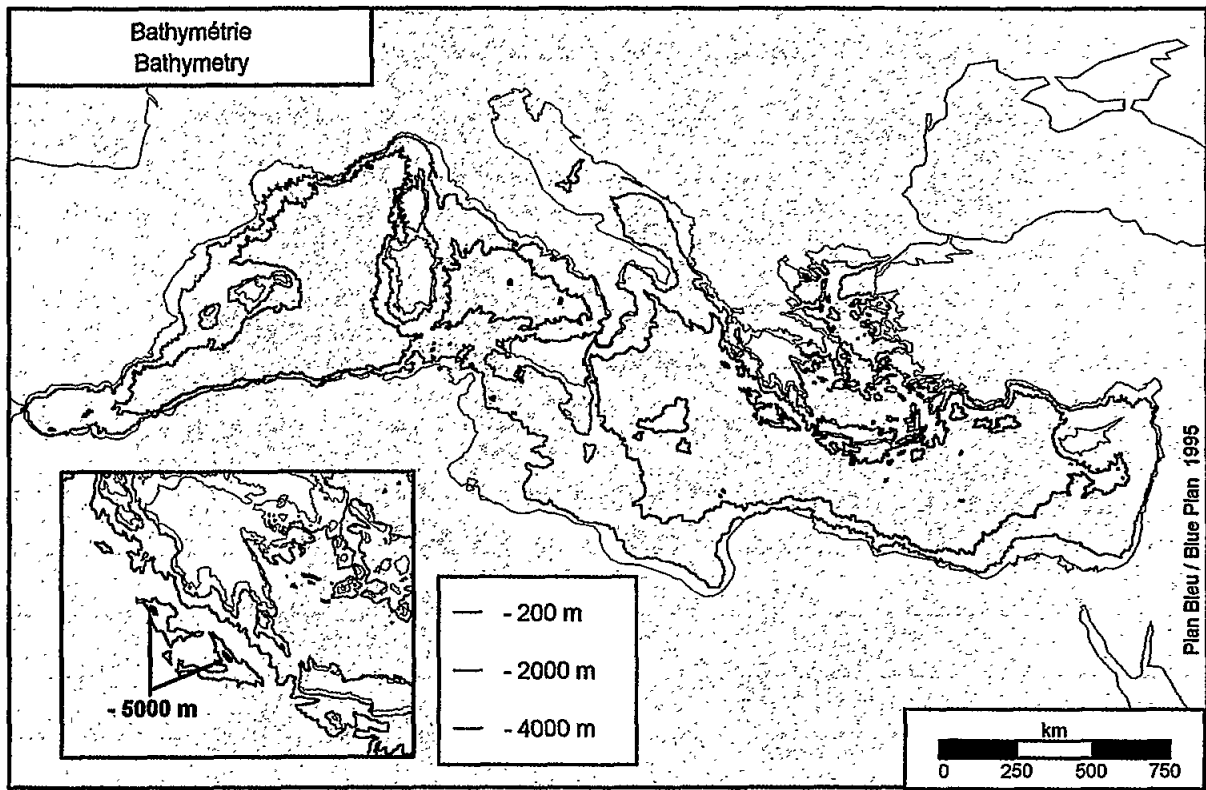 Bathymétrie
Bathymetry
- 5000 m
- 200 m
- 2000 m
- 4000 m
km
0 250 500 750
Plan Bleu / Blue Plan 1995